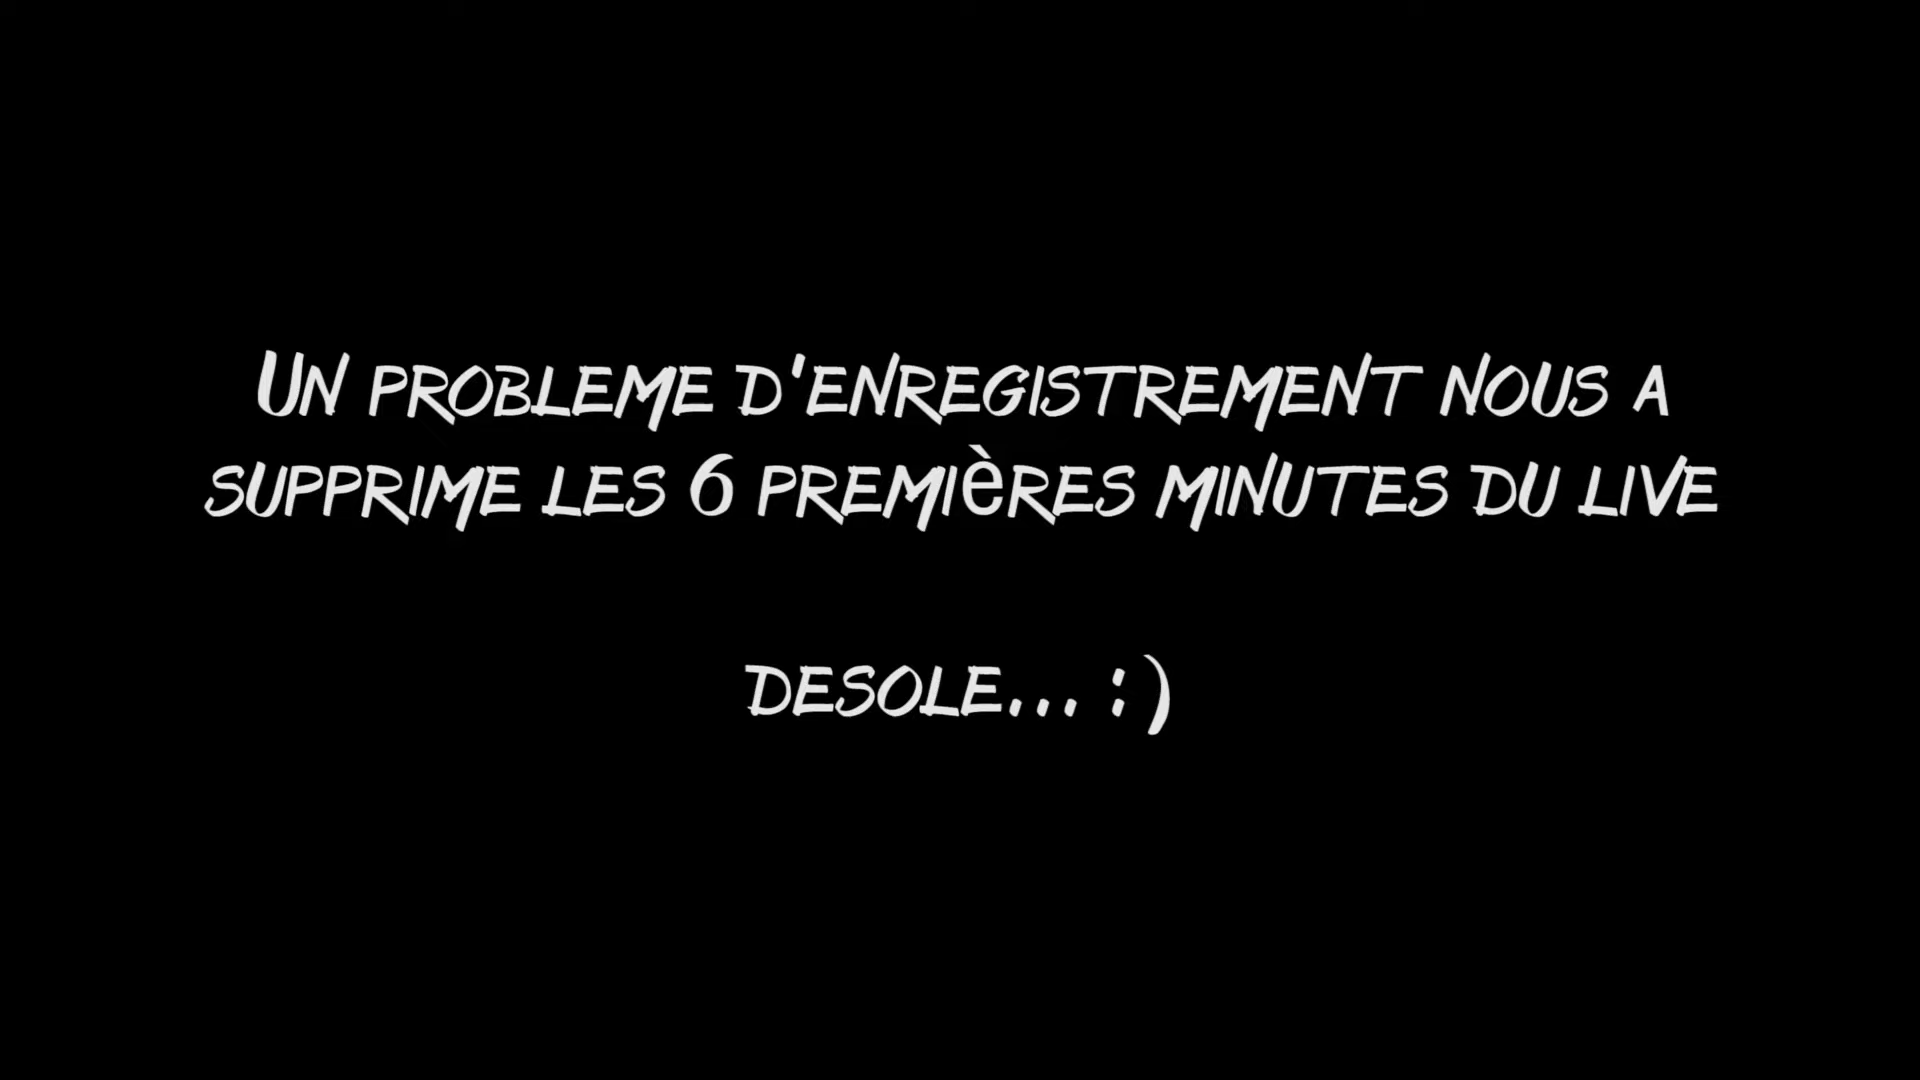 Un probleme d'enregistrement nous a
supprime les 6 premières minutes du live
desole... :)